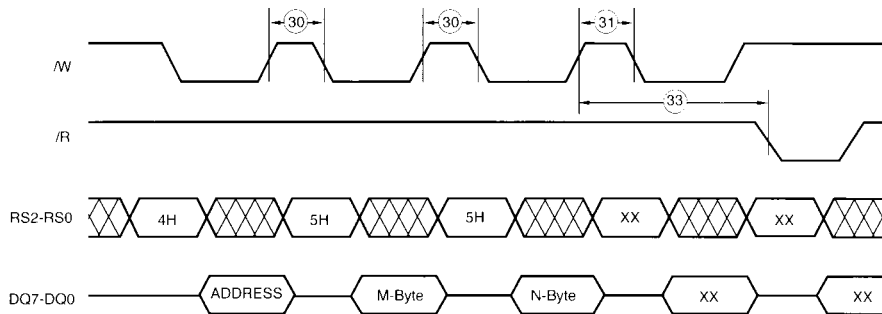 30 30 31
/W
33
/R
RS2-RS0 4H 5H 5H XX XX
DQ7-DQ0 ADDRESS M-Byte N-Byte XX XX